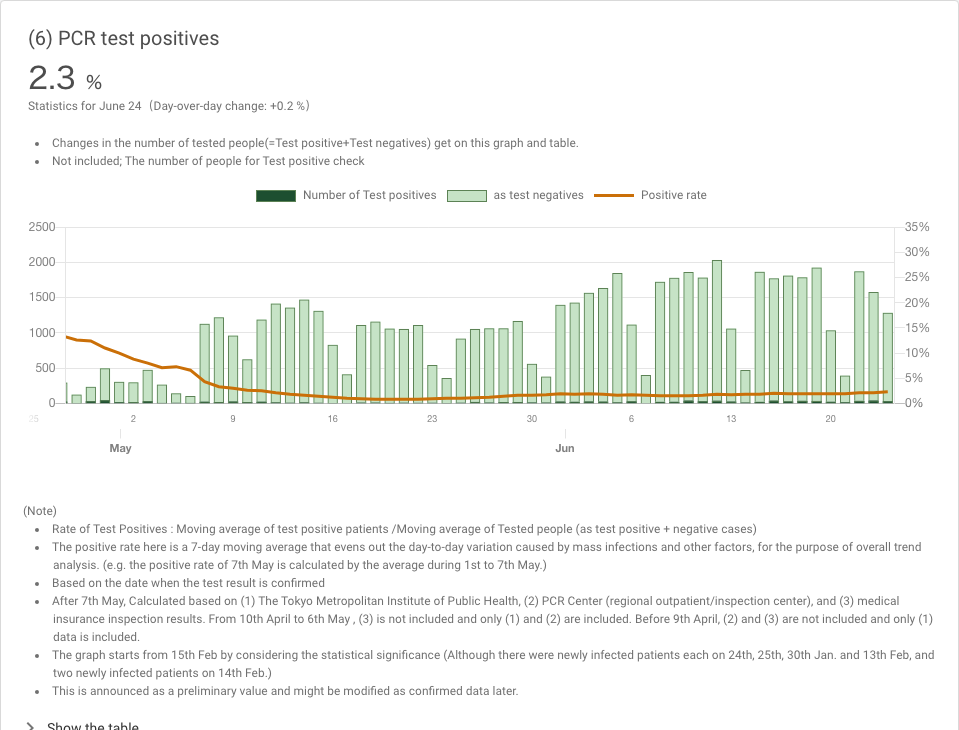 (6) PCR test positives
2.3 %
Statistics for June 24（Day-over-day change: +0.2 %）
Changes in the number of tested people(=Test positive+Test negatives) get on this graph and table.
Not included; The number of people for Test positive check
Number of Test positives as test negatives Positive rate
2500 35%
30%
2000
25%
1500 20%
1000 15%
10%
500
5%
0 0%
25 2 9 16 23 30 6 13 20
May Jun
(Note)
Rate of Test Positives : Moving average of test positive patients /Moving average of Tested people (as test positive + negative cases)
The positive rate here is a 7-day moving average that evens out the day-to-day variation caused by mass infections and other factors, for the purpose of overall trend
analysis. (e.g. the positive rate of 7th May is calculated by the average during 1st to 7th May.)
Based on the date when the test result is confirmed
After 7th May, Calculated based on (1) The Tokyo Metropolitan Institute of Public Health, (2) PCR Center (regional outpatient/inspection center), and (3) medical
insurance inspection results. From 10th April to 6th May , (3) is not included and only (1) and (2) are included. Before 9th April, (2) and (3) are not included and only (1)
data is included.
The graph starts from 15th Feb by considering the statistical significance (Although there were newly infected patients each on 24th, 25th, 30th Jan. and 13th Feb, and
two newly infected patients on 14th Feb.)
This is announced as a preliminary value and might be modified as confirmed data later.
Show the table